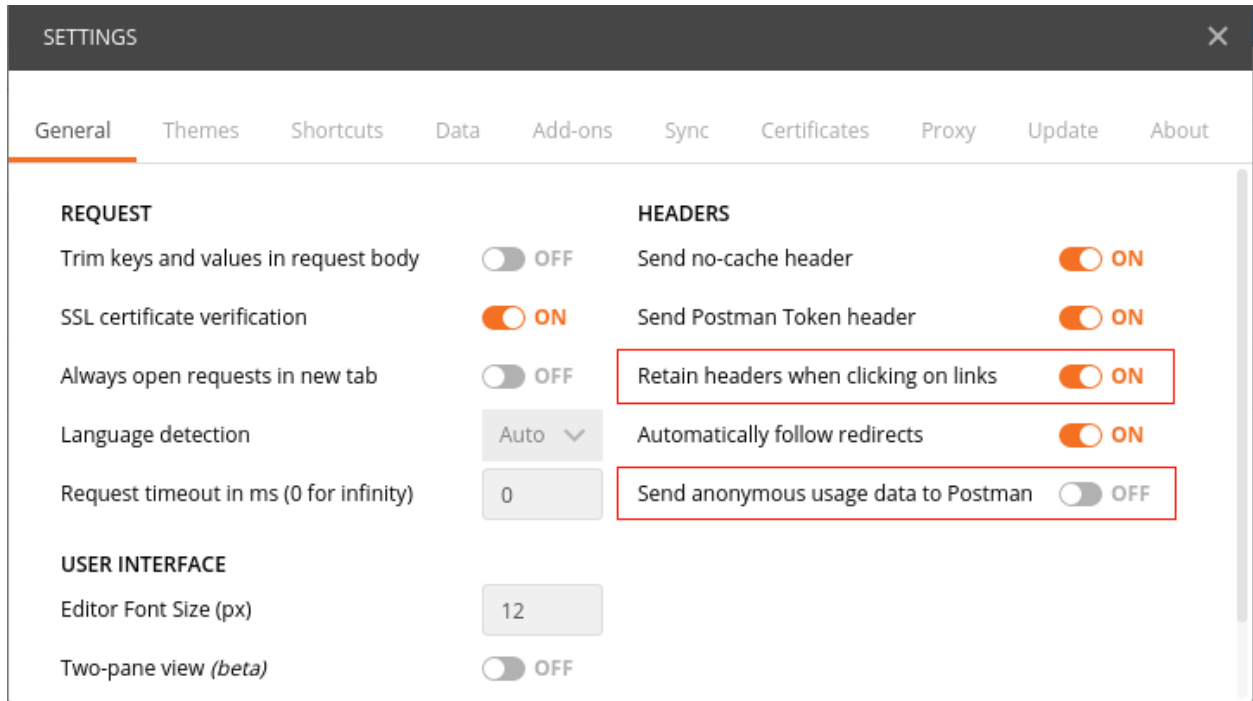 SETTINGS
General Themes Shortcuts Data Add-ons Sync Certificates Proxy Update About
REQUEST
Trim keys and values in request body OFF
SSL certificate verification ON
Always open requests in new tab OFF
Language detection Auto
Request timeout in ms (0 for infinity) 0
USER INTERFACE
Editor Font Size (px) 12
Two-pane view (beta) OFF
HEADERS
Send no-cache header ON
Send Postman Token header ON
Retain headers when clicking on links ON
Automatically follow redirects ON
Send anonymous usage data to Postman OFF